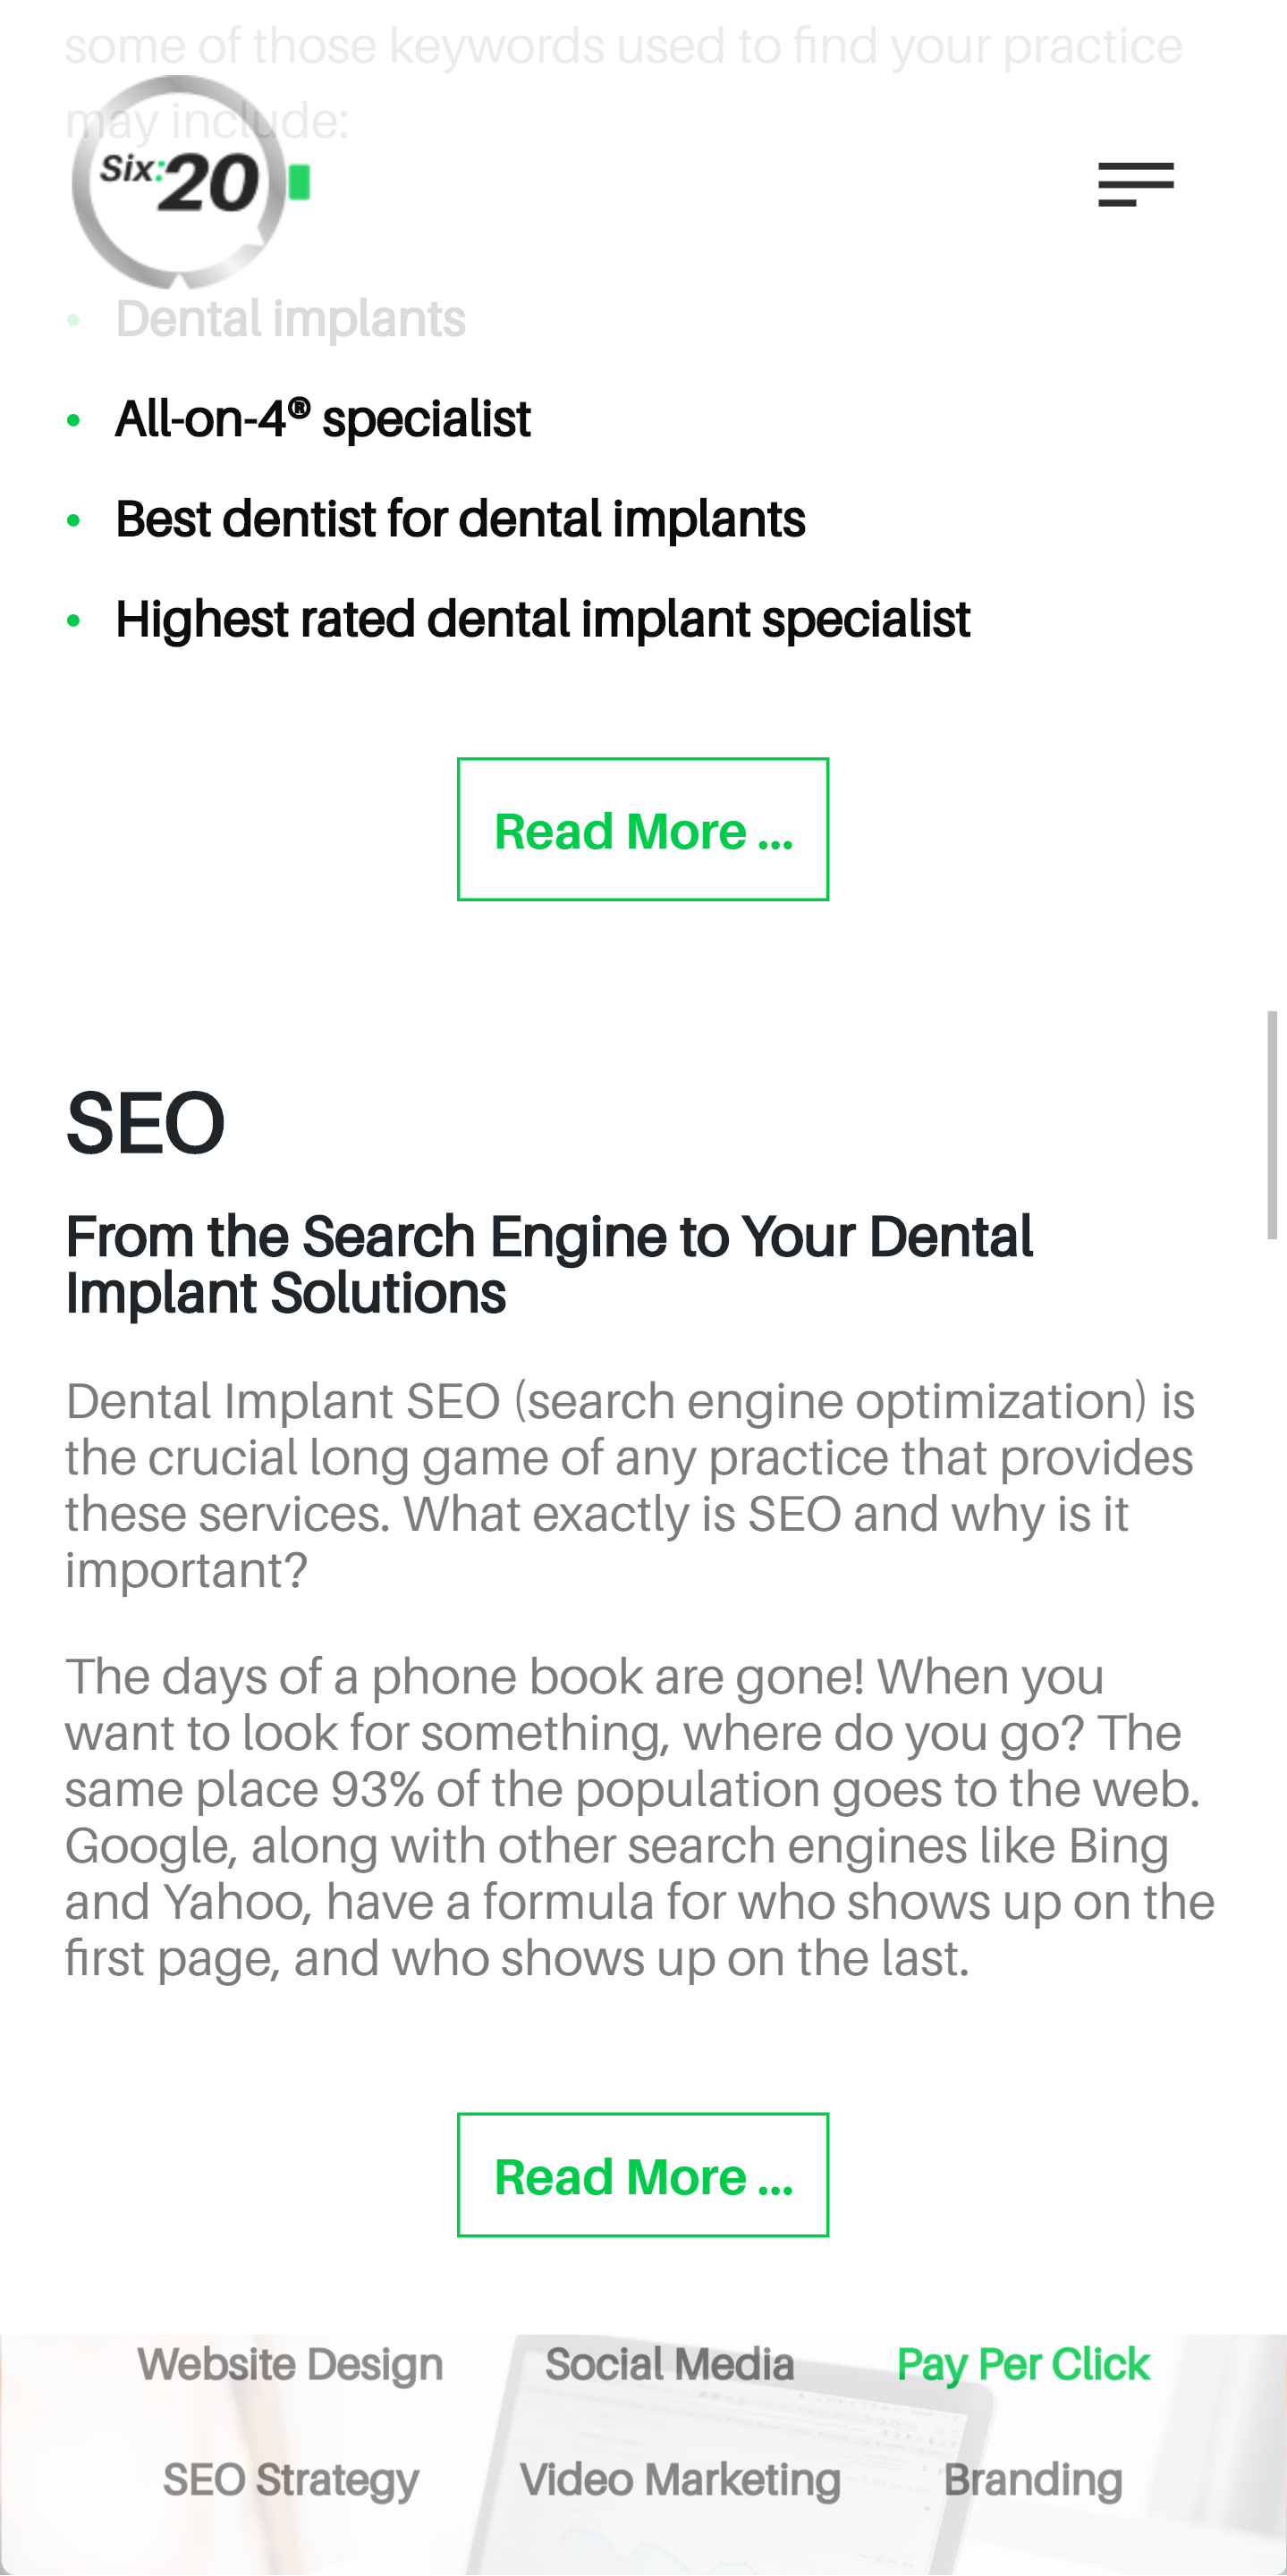 some of those keywords used to find your practice
may include:
Six:20
• Dental implants
• All-on-4® specialist
• Best dentist for dental implants
• Highest rated dental implant specialist
Read More ...
SEO
From the Search Engine to Your Dental
Implant Solutions
Dental Implant SEO (search engine optimization) is
the crucial long game of any practice that provides
these services. What exactly is SEO and why is it
important?
The days of a phone book are gone! When you
want to look for something, where do you go? The
same place 93% of the population goes to the web.
Google, along with other search engines like Bing
and Yahoo, have a formula for who shows up on the
first page, and who shows up on the last.
Read More ...
Website Design Social Media Pay Per Click
SEO Strategy Video Marketing Branding